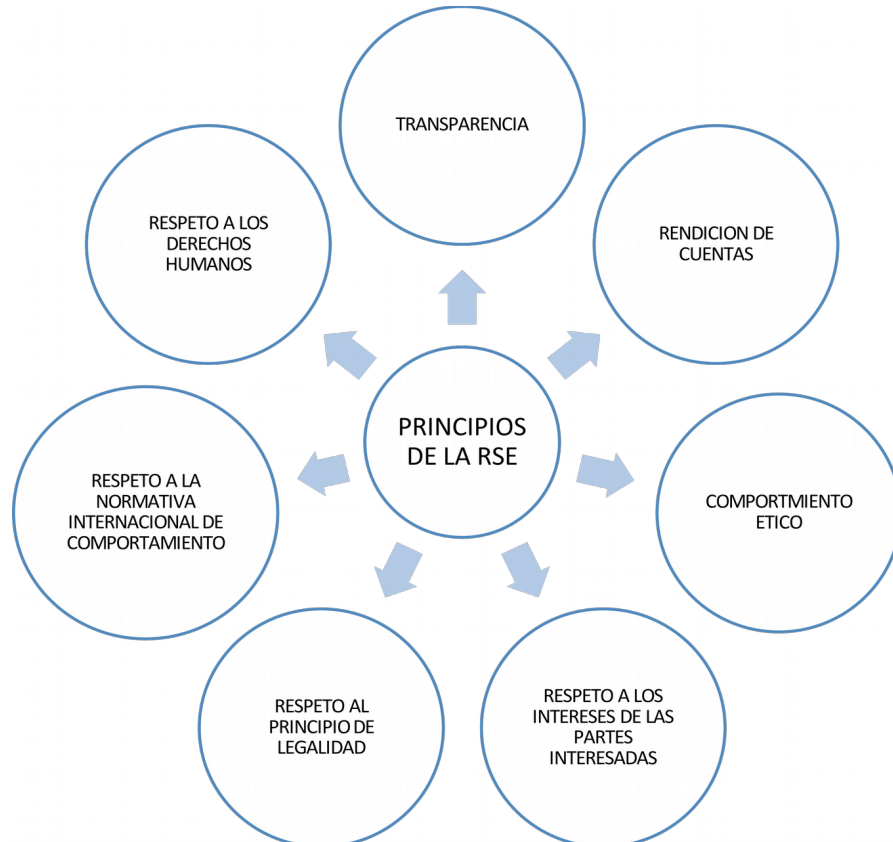 TRANSPARENCIA
RENDICION DE
CUENTAS
COMPORTMIENTO
ETICO
RESPETO A LOS
INTERESES DE LAS
PARTES
INTERESADAS
RESPETO AL
PRINCIPIO DE
LEGALIDAD
RESPETO A LA
NORMATIVA
INTERNACIONAL DE
COMPORTAMIENTO
RESPETO A LOS
DERECHOS
HUMANOS
PRINCIPIOS
DE LA RSE